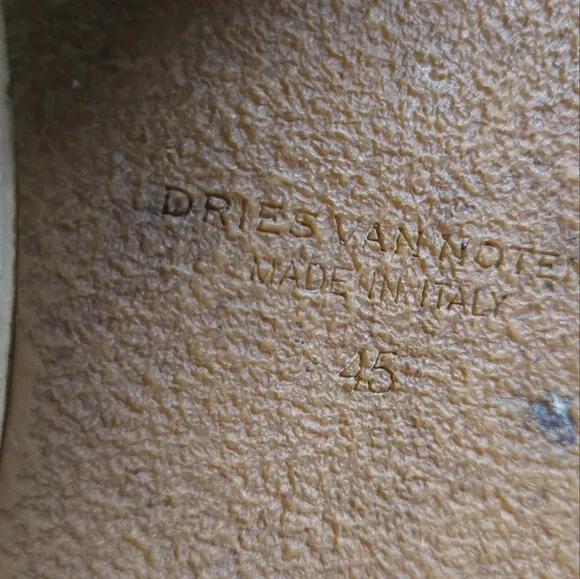 DRIES VAN NOTEN
MADE IN ITALY
45